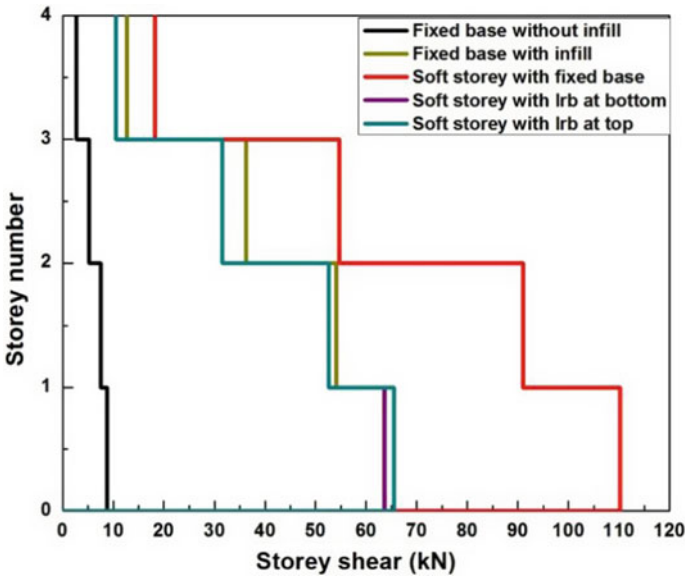 4
3
2
1
0
Storey number
Fixed base without infill
Fixed base with infill
Soft storey with fixed base
Soft storey with lrb at bottom
Soft storey with lrb at top
0 10 20 30 40 50 60 70 80 90 100 110 120
Storey shear (kN)